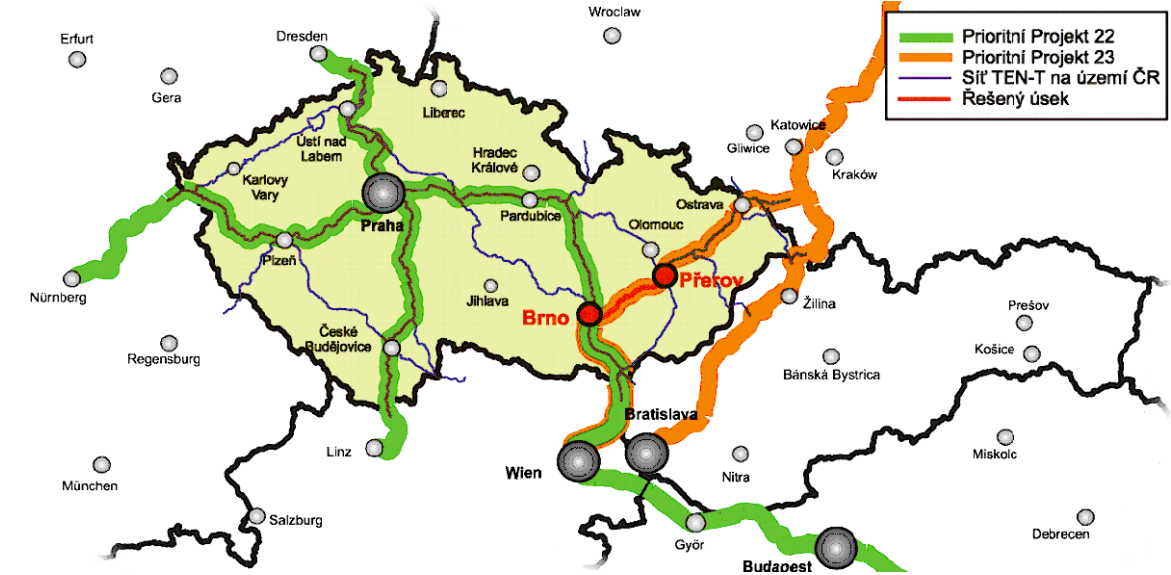 Prioritní Projekt 22
Prioritní Projekt 23
Síť TEN-T na území ČR
Řešený úsek
Wroclaw
Erfurt
Dresden
Gera
Liberec
Katowice
Gliwice
Kraków
Ústí nad
Labem
Hradec
Králové
Karlovy
Vary
Ostrava
Pardubice
Praha
Olomouc
Plzeň
Přerov
Nürnberg
Jihlava
Žilina
Prešov
Brno
České
Budějovice
Regensburg
Košice
Bánská Bystrica
Bratislava
Linz
Wien
Nitra
Miskolc
München
Salzburg
Györ
Debrecen
Budapest